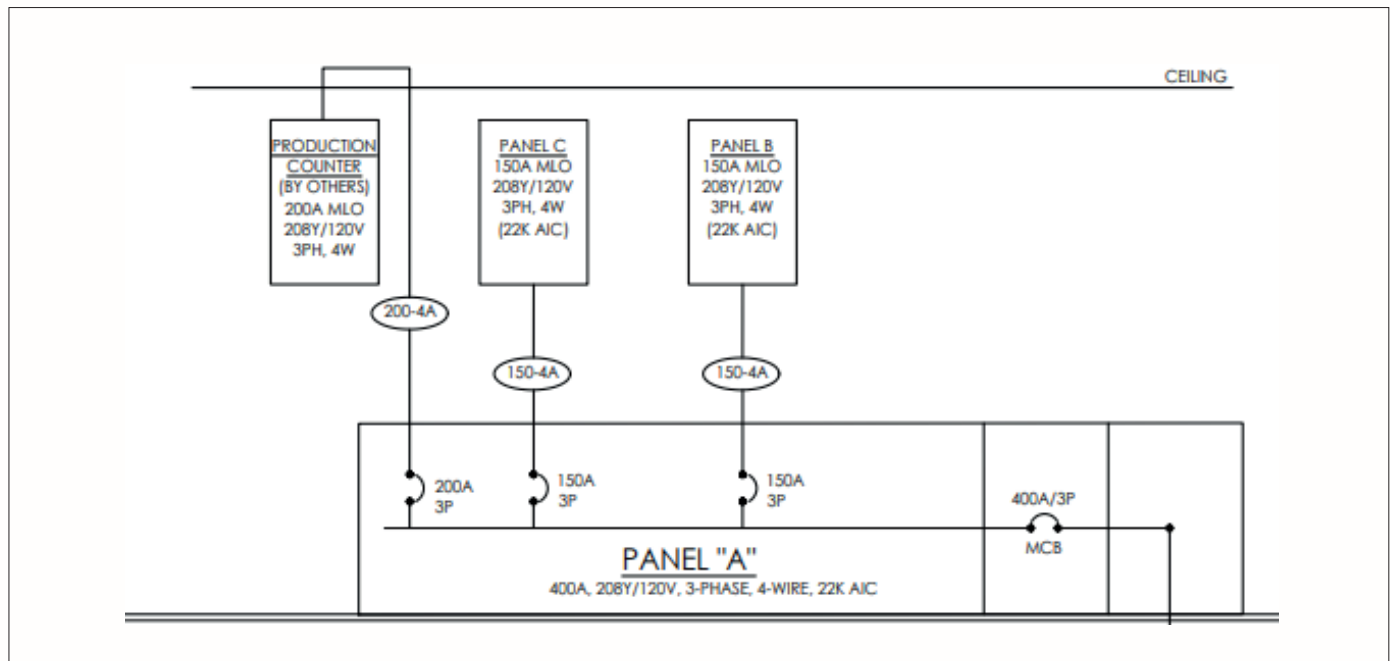 CEILING
PRODUCTION
COUNTER
(BY OTHERS)
200A MLO
208Y/120V
3PH, 4W
PANEL C
150A MLO
208Y/120V
3PH, 4W
(22K AIC)
PANEL B
150A MLO
208Y/120V
3PH, 4W
(22K AIC)
200-4A
150-4A
150-4A
200A
3P
150A
3P
150A
3P
400A/3P
MCB
PANEL "A"
400A, 208Y/120V, 3-PHASE, 4-WIRE, 22K AIC